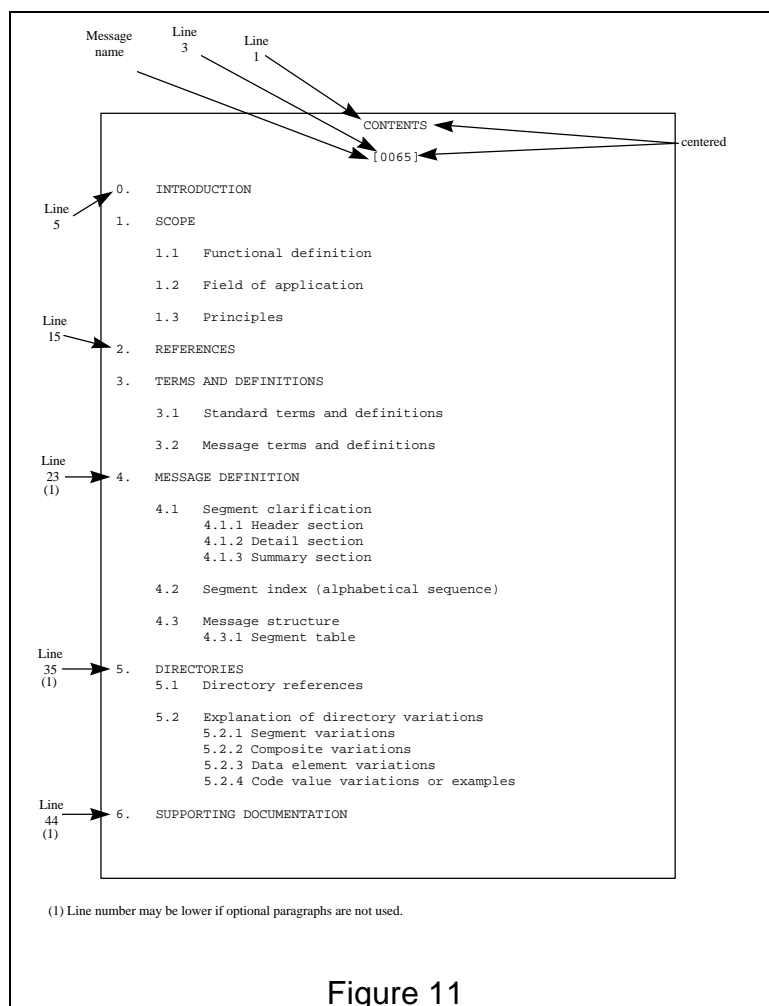 Message
name
Line
3
Line
1
CONTENTS
[0065]
centered
0. INTRODUCTION
Line
5
1. SCOPE
1.1 Functional definition
1.2 Field of application
1.3 Principles
Line
15
2. REFERENCES
3. TERMS AND DEFINITIONS
3.1 Standard terms and definitions
3.2 Message terms and definitions
Line
23
(1)
4. MESSAGE DEFINITION
4.1 Segment clarification
4.1.1 Header section
4.1.2 Detail section
4.1.3 Summary section
4.2 Segment index (alphabetical sequence)
4.3 Message structure
4.3.1 Segment table
Line
35
(1)
5. DIRECTORIES
5.1 Directory references
5.2 Explanation of directory variations
5.2.1 Segment variations
5.2.2 Composite variations
5.2.3 Data element variations
5.2.4 Code value variations or examples
Line
44
(1)
6. SUPPORTING DOCUMENTATION
(1) Line number may be lower if optional paragraphs are not used.
Figure 11